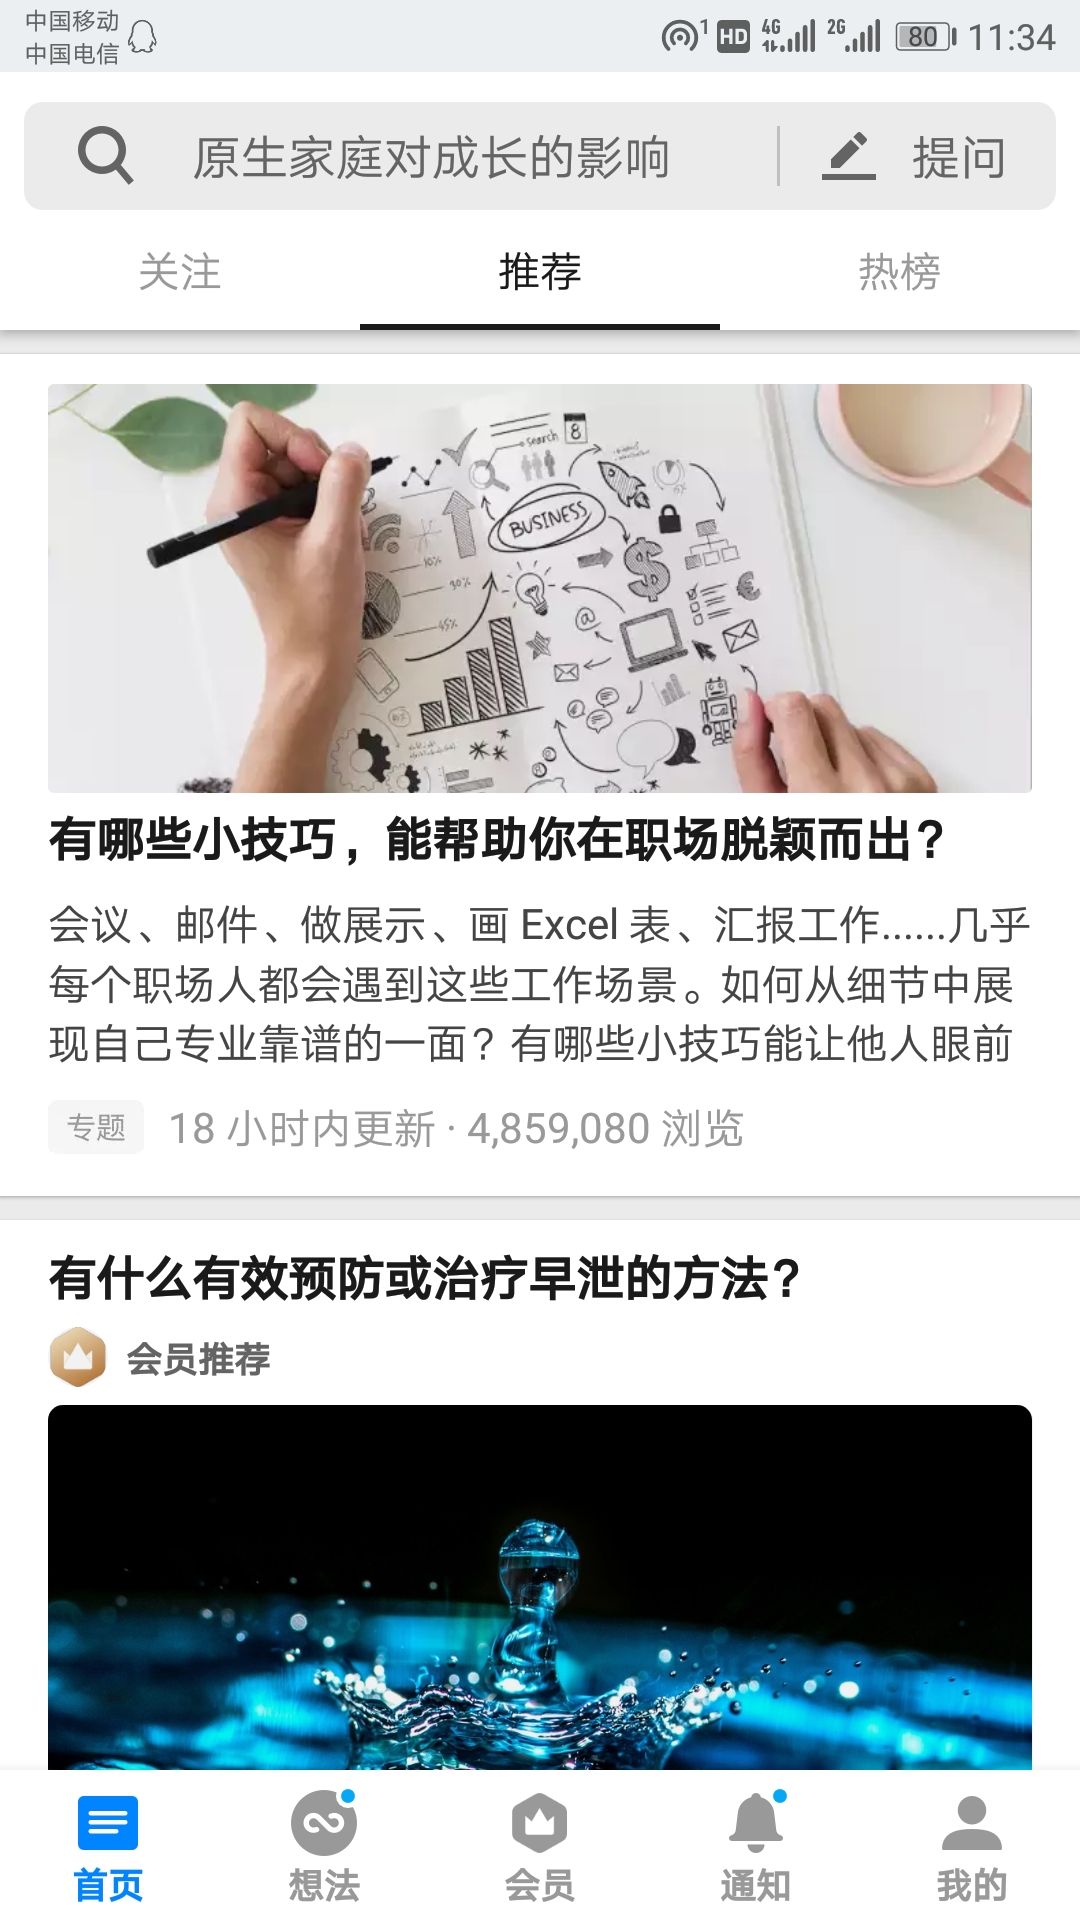 中国移动
中国电信
1 HD 4G 2G 80 11:34
原生家庭对成长的影响 提问
关注 推荐 热榜
search 8
BUSINESS
10%
90%
45%
有哪些小技巧，能帮助你在职场脱颖而出？
会议、邮件、做展示、画 Excel 表、汇报工作......几乎
每个职场人都会遇到这些工作场景。如何从细节中展
现自己专业靠谱的一面？有哪些小技巧能让他人眼前
专题 18 小时内更新 · 4,859,080 浏览
有什么有效预防或治疗早泄的方法？
会员推荐
首页 想法 会员 通知 我的